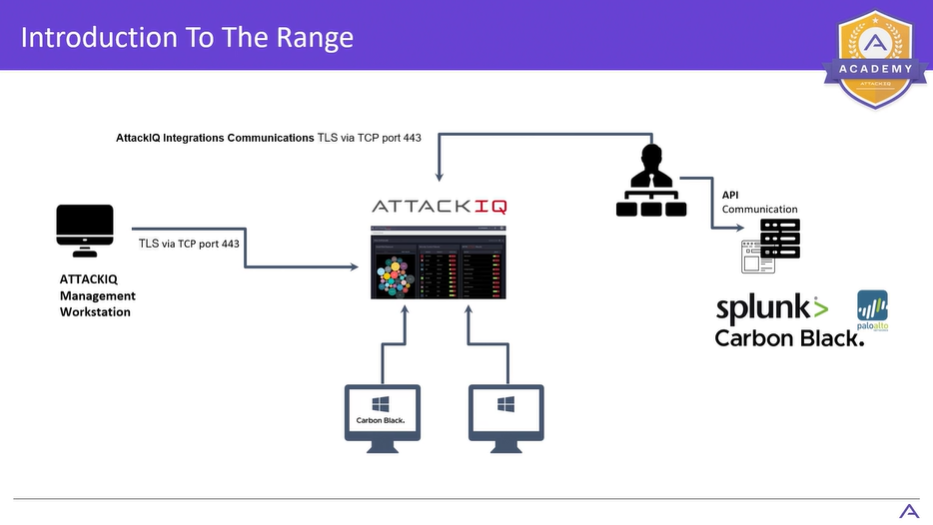 Introduction To The Range
ACADEMY
ATTACKIQ
AttackIQ Integrations Communications TLS via TCP port 443
ATTACKIQ
API
Communication
TLS via TCP port 443
ATTACKIQ
Management
Workstation
splunk>
paloalto
Carbon Black.
Carbon Black.